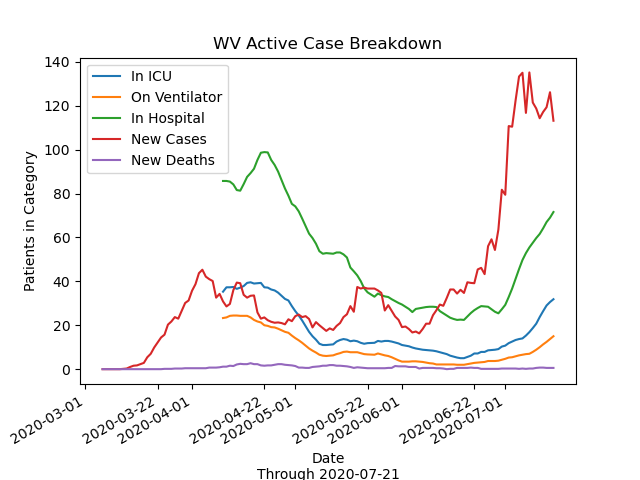 WV Active Case Breakdown
140
120
100
80
60
40
20
0
Patients in Category
In ICU
On Ventilator
In Hospital
New Cases
New Deaths
2020-03-01
2020-03-22
2020-04-01
2020-04-22
2020-05-01
2020-05-22
2020-06-01
2020-06-22
2020-07-01
Date
Through 2020-07-21